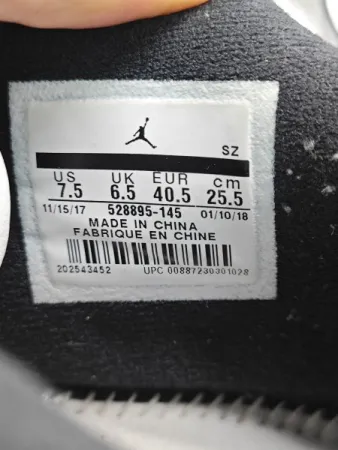 SZ
US UK EUR cm
7.5 6.5 40.5 25.5
11/15/17 528895-145 01/10/18
MADE IN CHINA
FABRIQUE EN CHINE
202543452 UPC 00887230301028